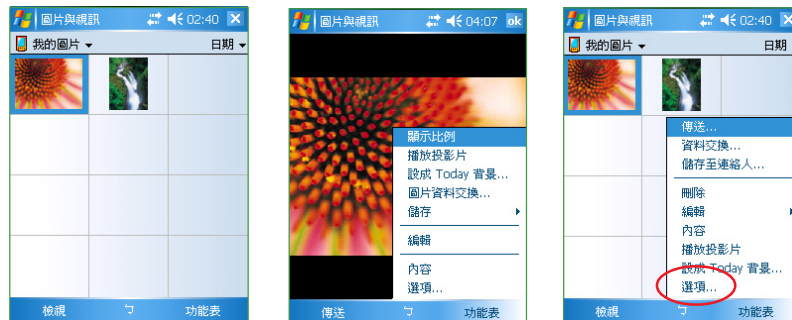 圖片與視訊 02:40
我的圖片 日期
檢視 ㄅ 功能表
圖片與視訊 04:07 ok
顯示比例
播放投影片
設成 Today 背景...
圖片資料交換...
儲存
編輯
內容
選項...
傳送 ㄅ 功能表
圖片與視訊 02:40
我的圖片 日期
傳送...
資料交換...
儲存至連絡人...
刪除
編輯
內容
播放投影片
設成 Today 背景...
選項...
檢視 ㄅ 功能表